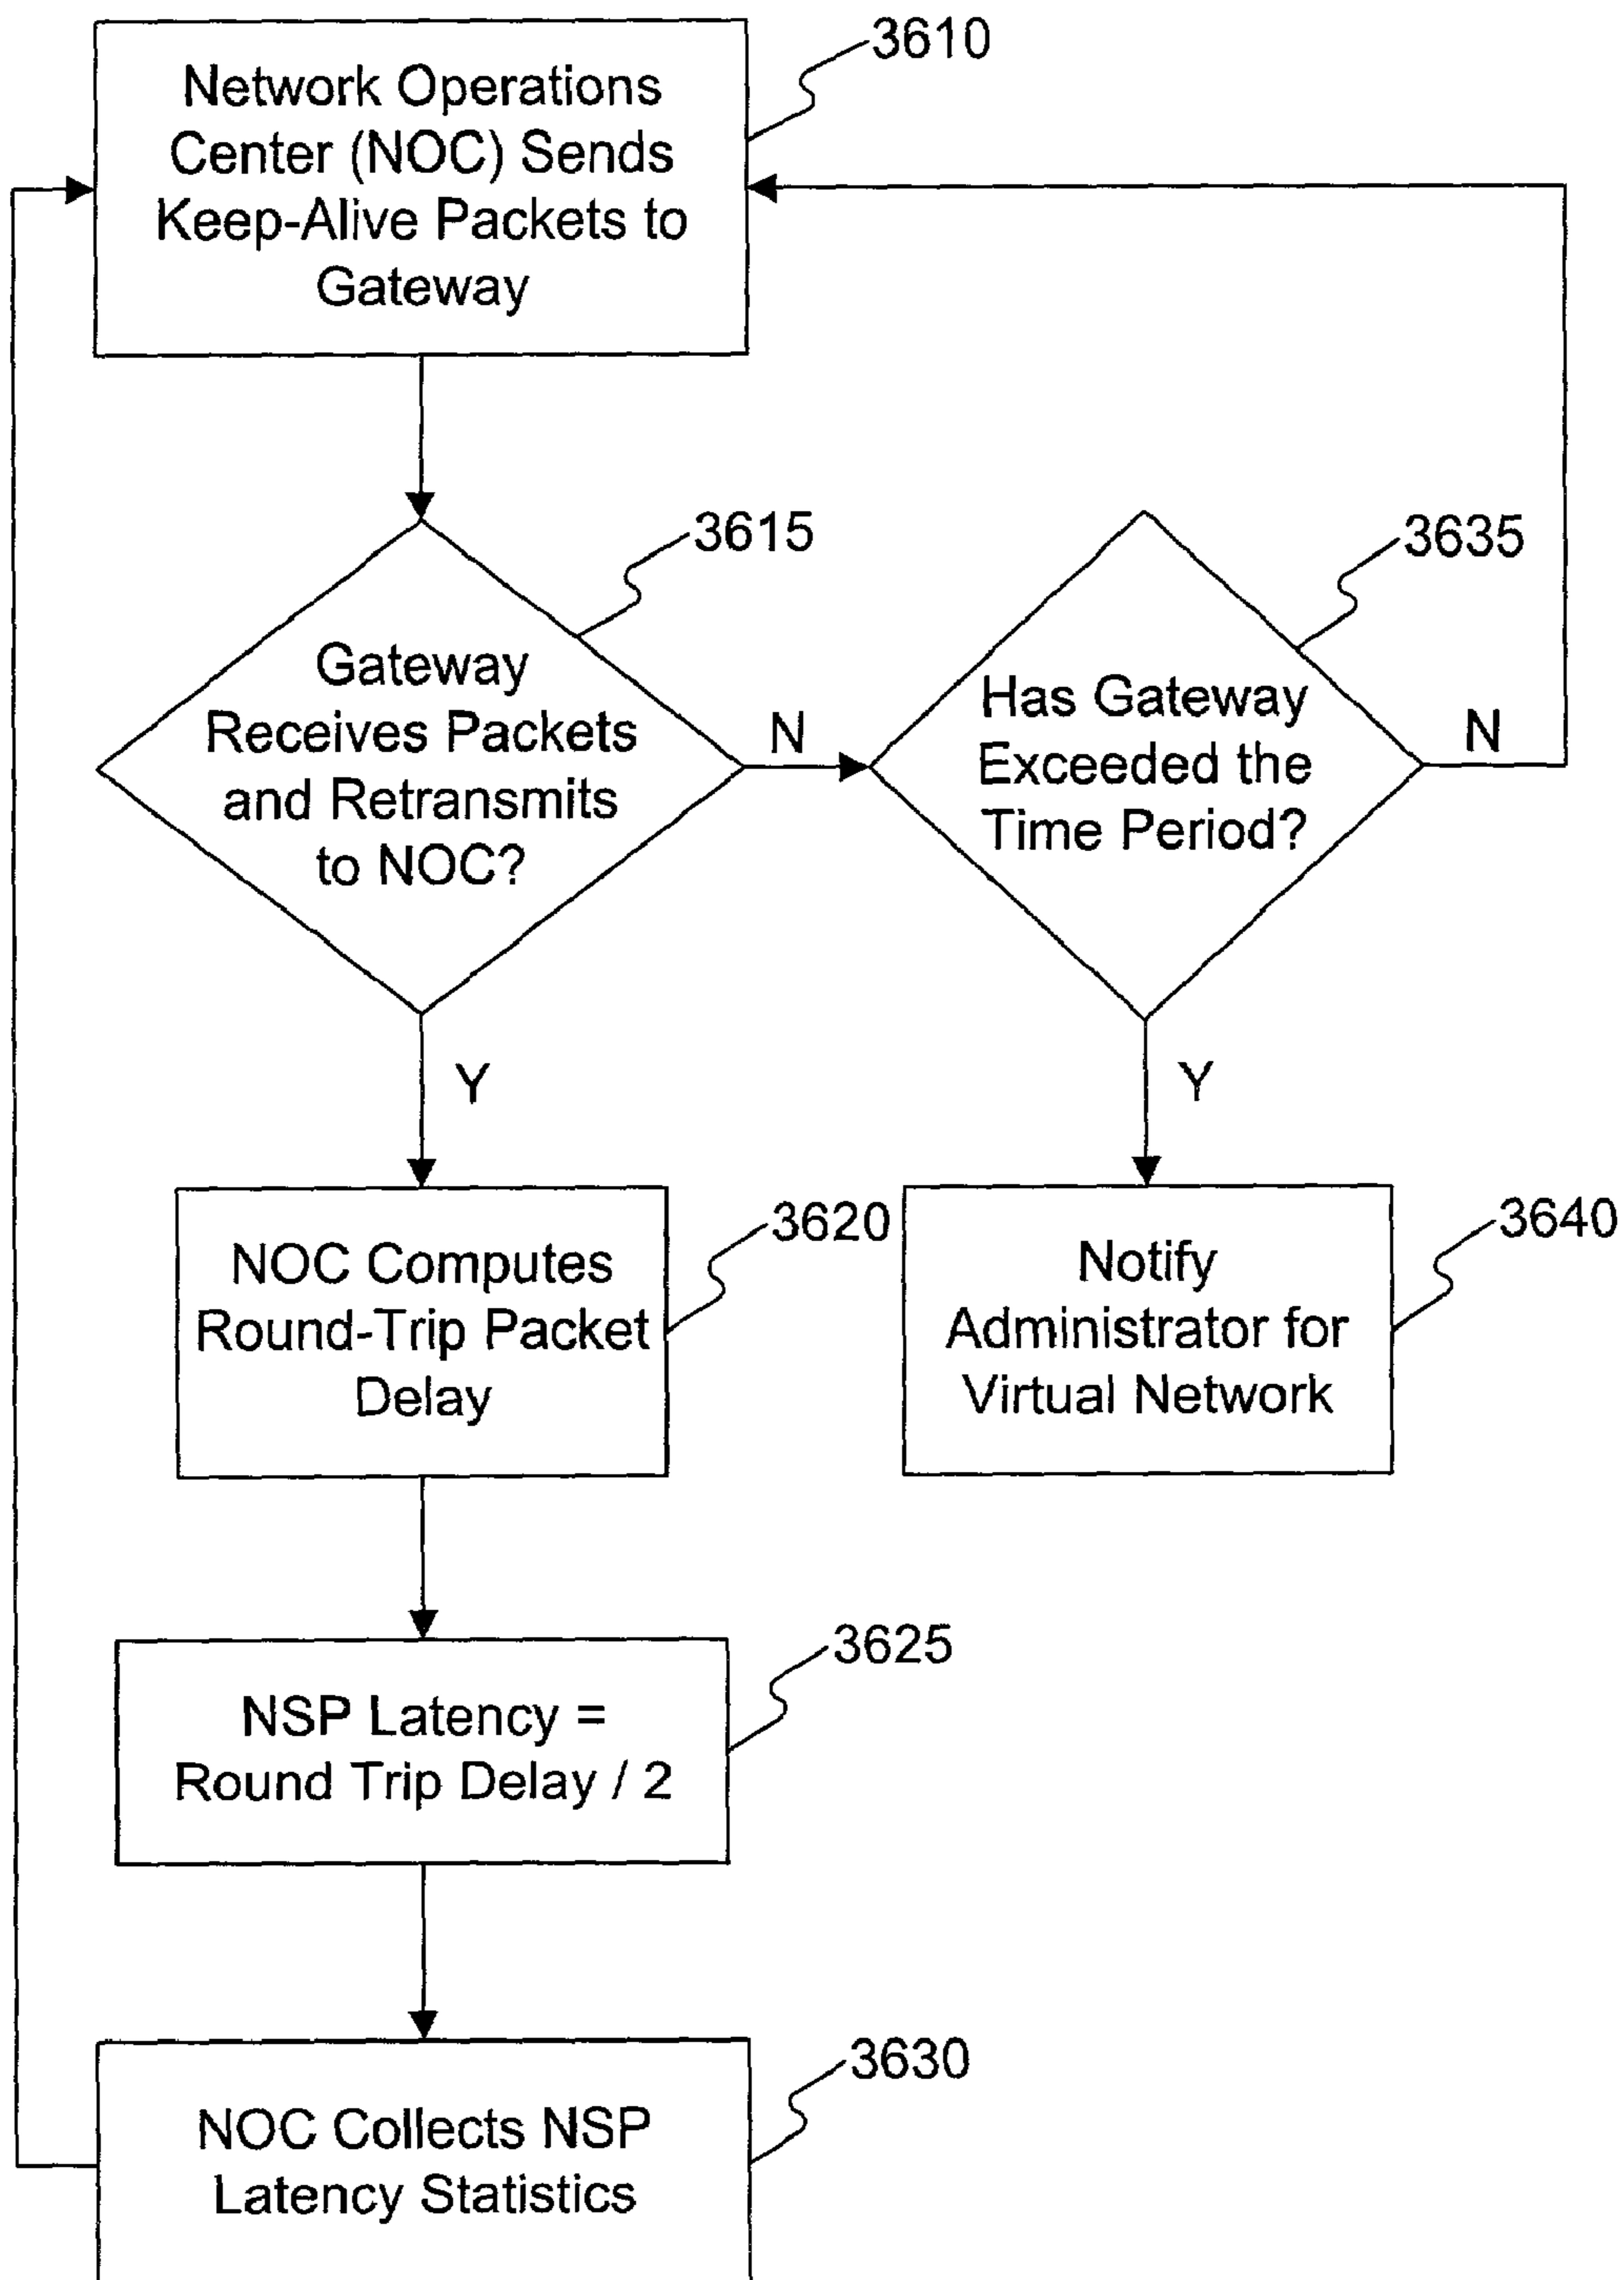 3610
Network Operations
Center (NOC) Sends
Keep-Alive Packets to
Gateway
3615
Gateway
Receives Packets
and Retransmits
to NOC?
N
Y
3635
Has Gateway
Exceeded the
Time Period?
N
Y
3620
NOC Computes
Round-Trip Packet
Delay
3640
Notify
Administrator for
Virtual Network
3625
NSP Latency =
Round Trip Delay / 2
3630
NOC Collects NSP
Latency Statistics